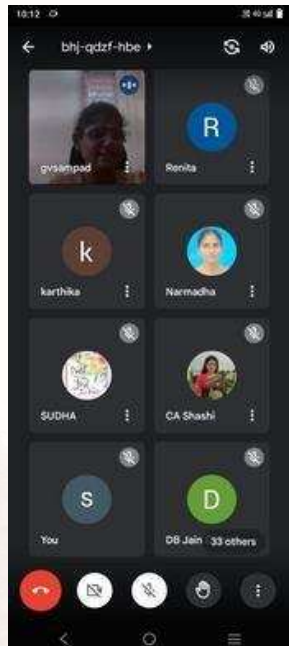 10:12
bhj-qdzf-hbe
gvsampad
R
Renita
k
karthika
Narmadha
SUDHA
CA Shashi
S
You
D
DB Jain
33 others